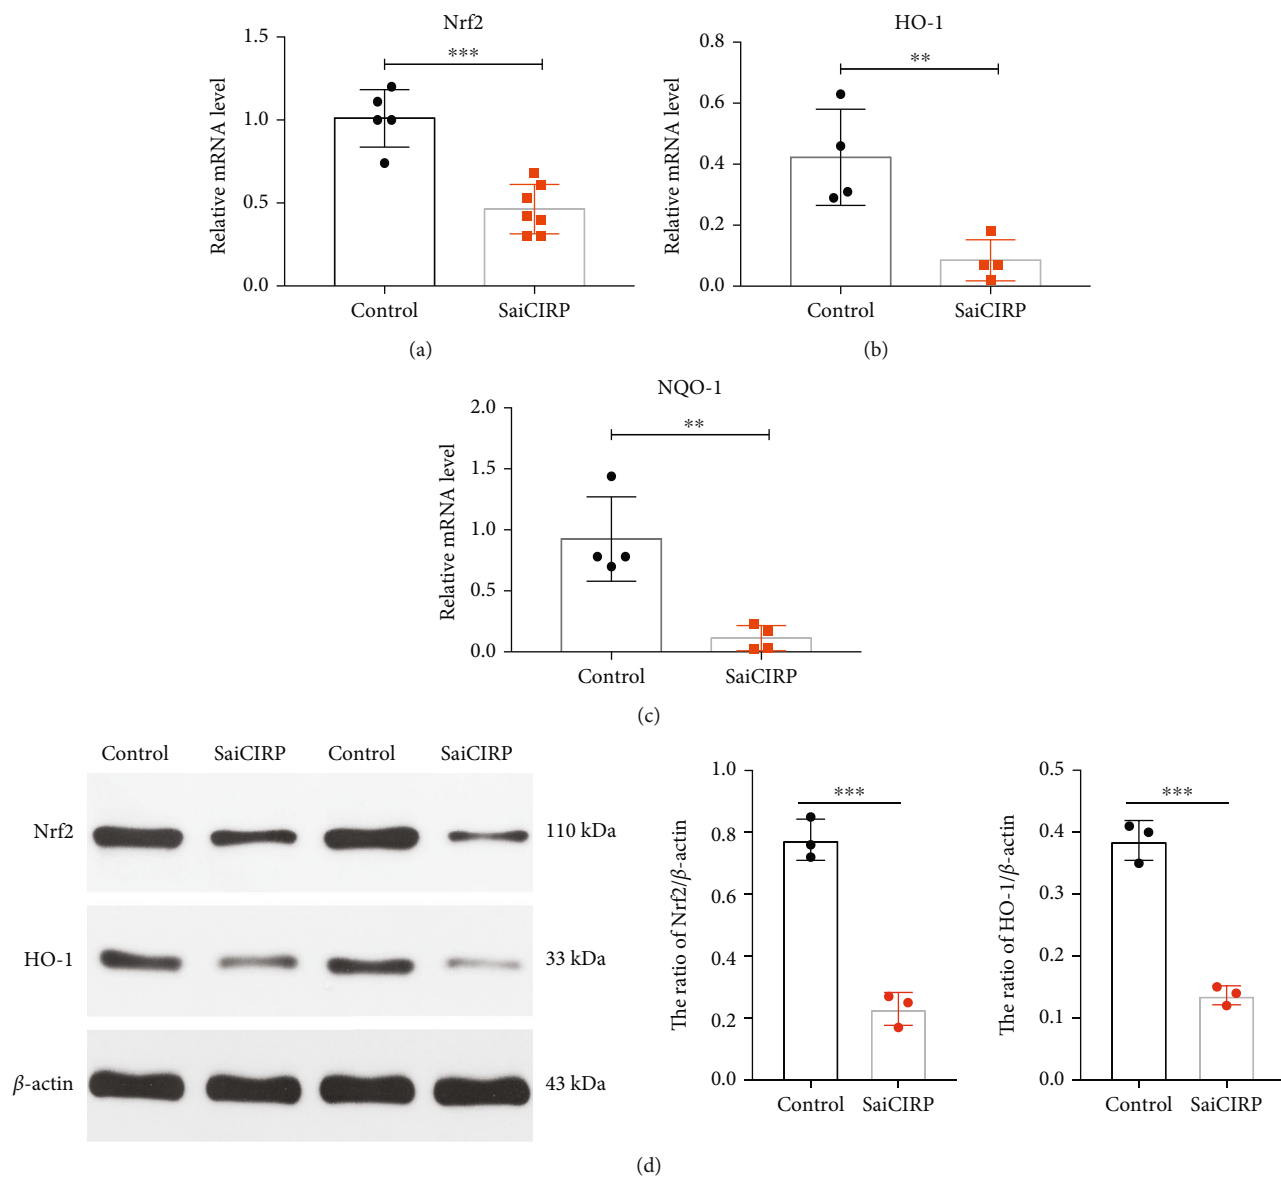 Nrf2
Relative mRNA level
1.5
1.0
0.5
0.0
***
Control SaiCIRP
(a)
HO-1
Relative mRNA level
0.8
0.6
0.4
0.2
0.0
**
Control SaiCIRP
(b)
NQO-1
Relative mRNA level
2.0
1.5
1.0
0.5
0.0
**
Control SaiCIRP
(c)
Control SaiCIRP Control SaiCIRP
Nrf2 110 kDa
HO-1 33 kDa
β-actin 43 kDa
The ratio of Nrf2/β-actin
1.0
0.8
0.6
0.4
0.2
0.0
***
Control SaiCIRP
The ratio of HO-1/β-actin
0.5
0.4
0.3
0.2
0.1
0.0
***
Control SaiCIRP
(d)